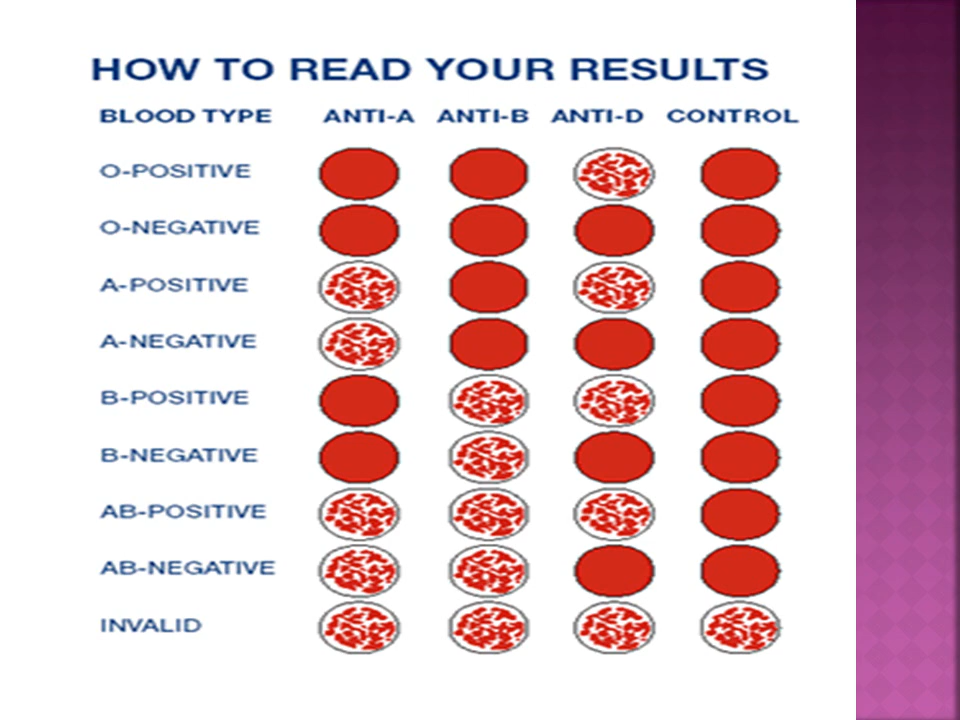 HOW TO READ YOUR RESULTS
BLOOD TYPE ANTI-A ANTI-B ANTI-D CONTROL
O-POSITIVE
O-NEGATIVE
A-POSITIVE
A-NEGATIVE
B-POSITIVE
B-NEGATIVE
AB-POSITIVE
AB-NEGATIVE
INVALID